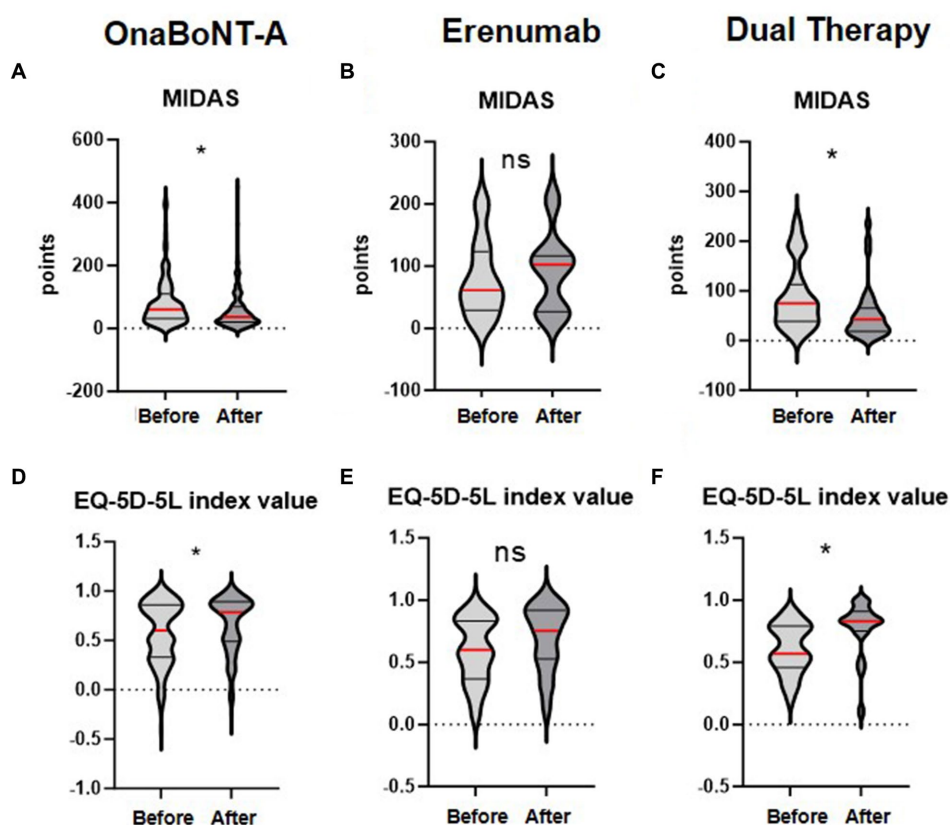 OnaBoNT-A Erenumab Dual Therapy
A B C
MIDAS MIDAS MIDAS
600 300 400
* ns *
400 200 300
200 100 200
0 0 100
-200 -100 0
-100
points points points
Before After Before After Before After
D E F
EQ-5D-5L index value EQ-5D-5L index value EQ-5D-5L index value
1.5 1.5 1.5
* ns *
1.0 1.0 1.0
0.5 0.5 0.5
0.0 0.0 0.0
-0.5 -0.5 -0.5
-1.0
Before After Before After Before After